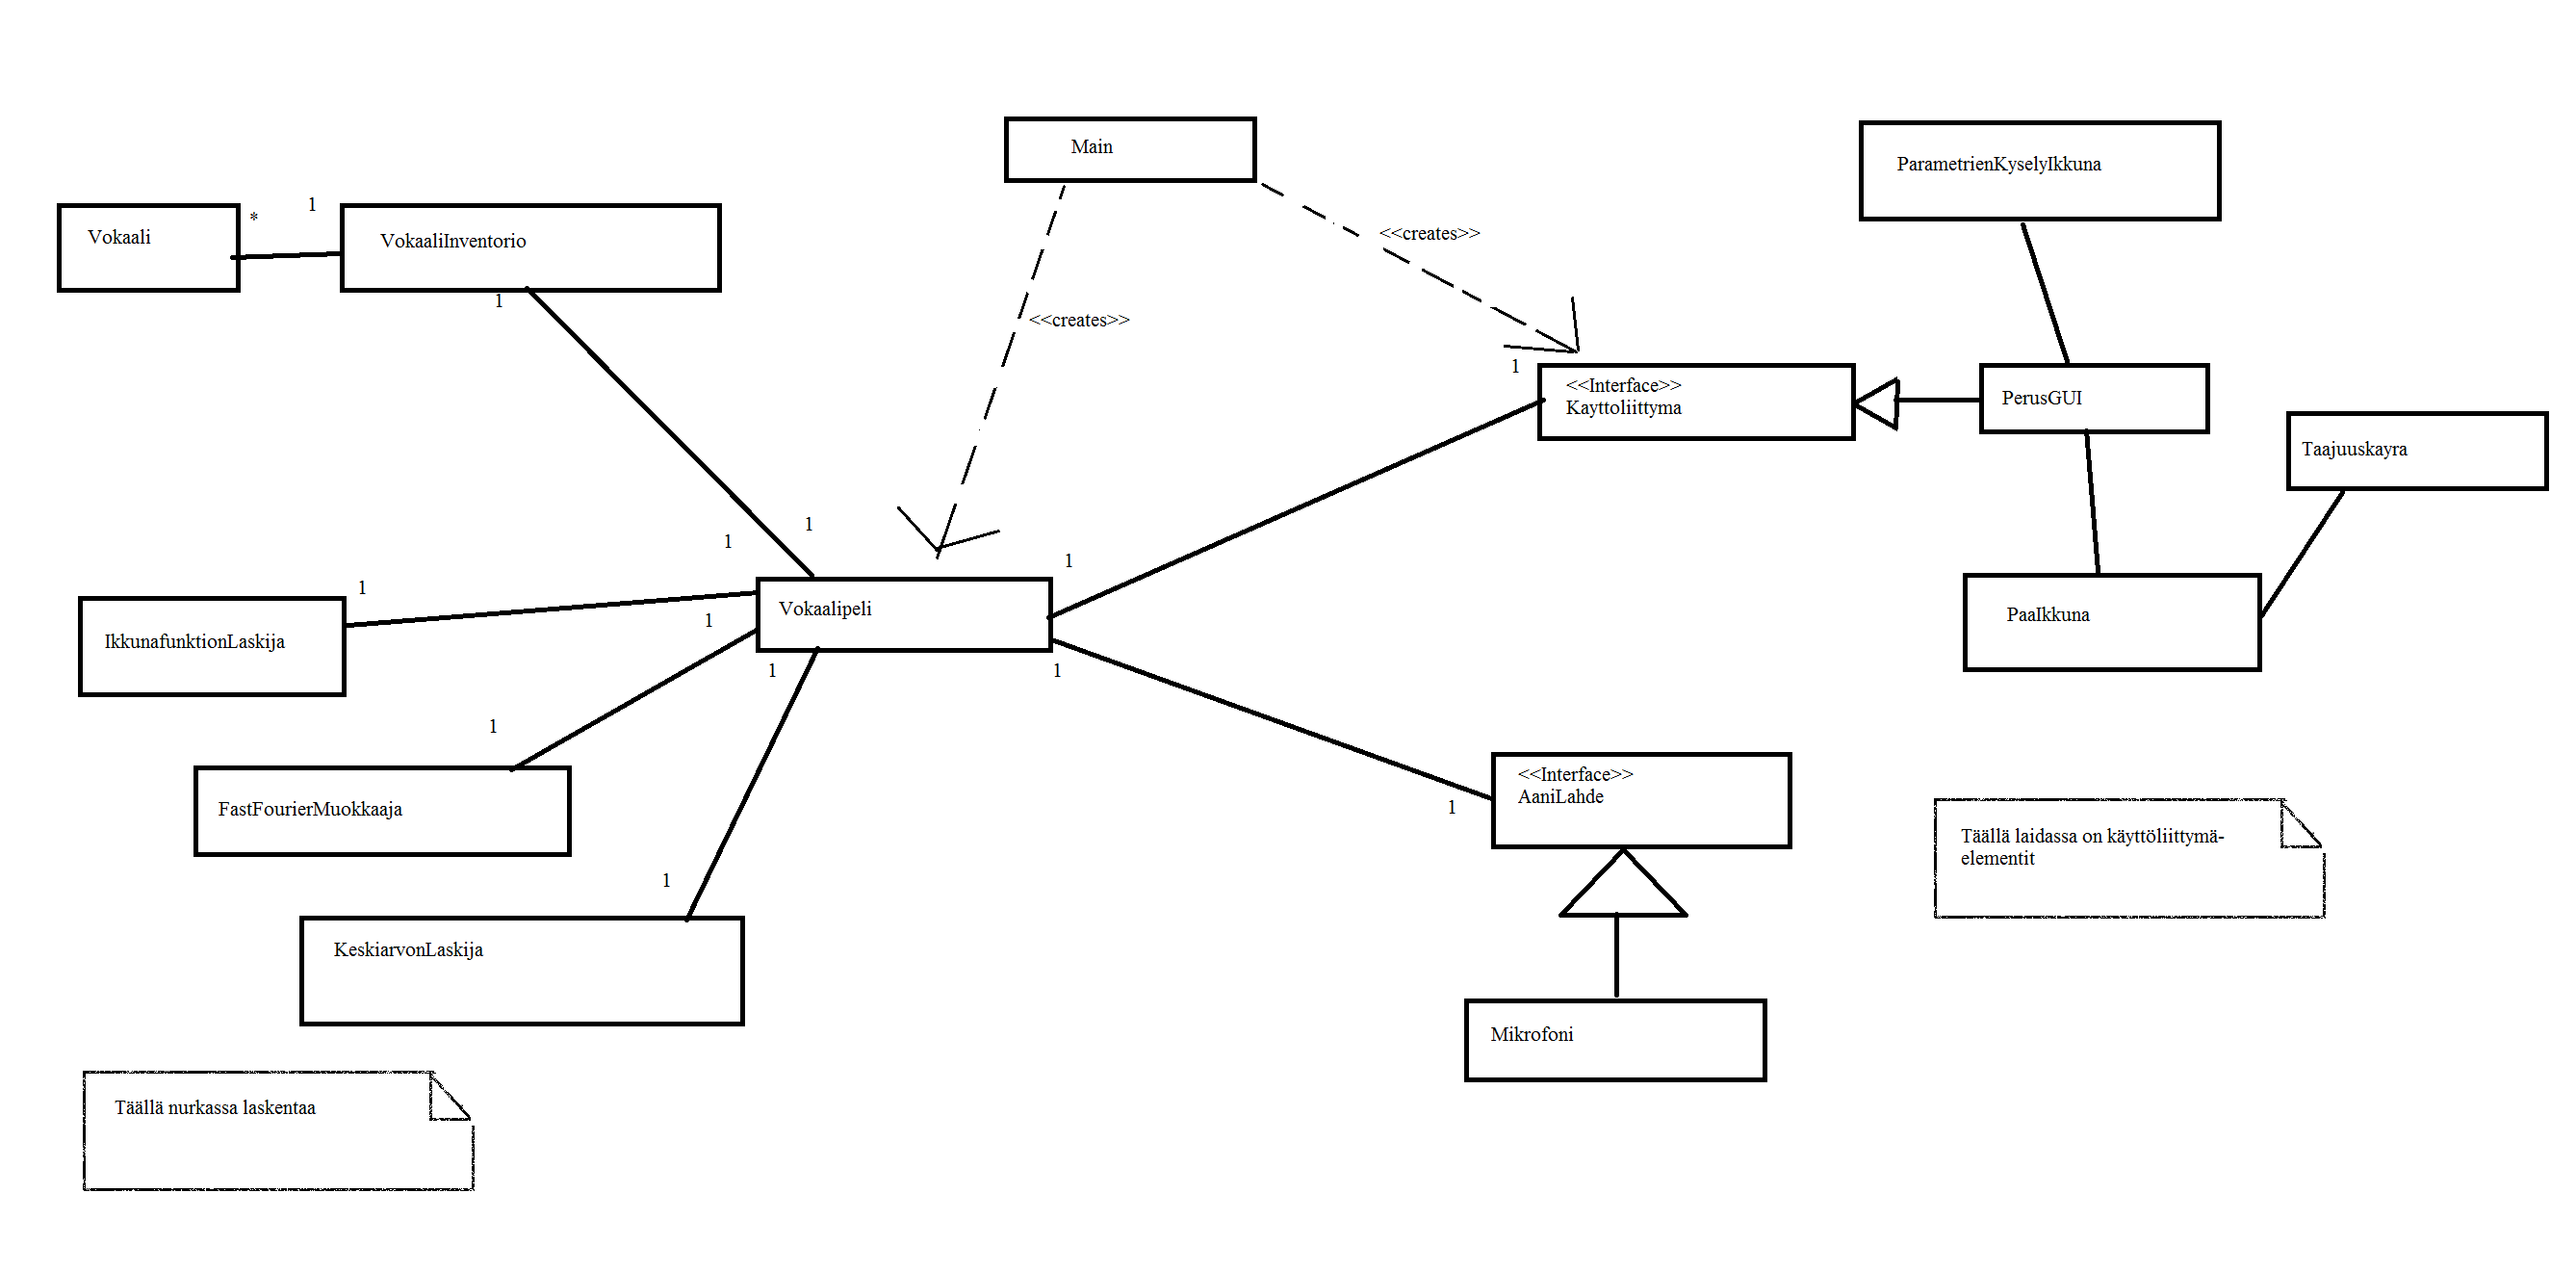 Main
ParametrienKyselyIkkuna
1
*
Vokaali
VokaaliInventorio
<<creates>>
1
<<creates>>
1
<<Interface>>
Kayttoliittyma
PerusGUI
Taajuuskayra
1
1
1
1
IkkunafunktionLaskija
Vokaalipeli
1
PaaIkkuna
1
1
1
FastFourierMuokkaaja
<<Interface>>
AaniLahde
1
Täällä laidassa on käyttöliittymä-
elementit
1
KeskiarvonLaskija
Mikrofoni
Täällä nurkassa laskentaa